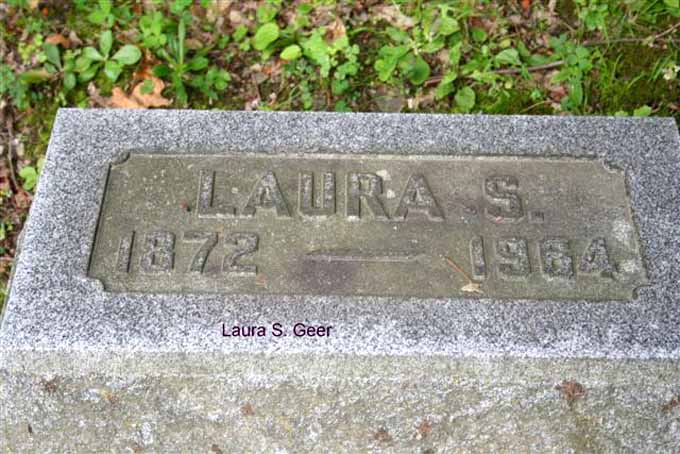 LAURA S.
1872 — 1964
Laura S. Geer